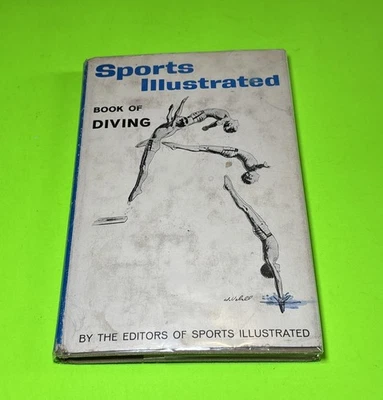 Sports
Illustrated
BOOK OF
DIVING
BY THE EDITORS OF SPORTS ILLUSTRATED